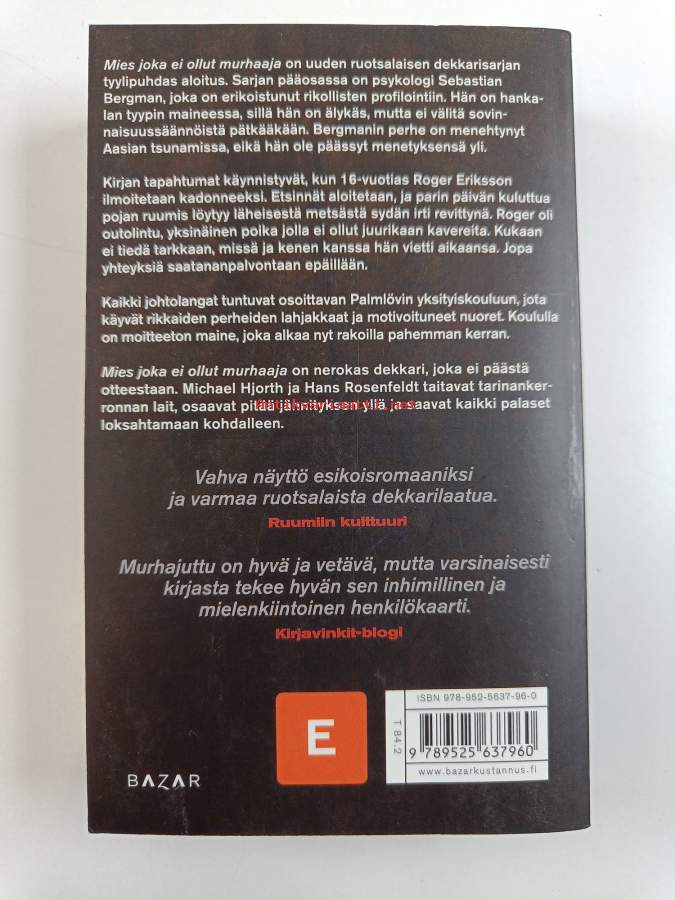 Mies joka ei ollut murhaaja on uuden ruotsalaisen dekkarisarjan
tyylipuhdas aloitus. Sarjan pääosassa on psykologi Sebastian
Bergman, joka on erikoistunut rikollisten profilointiin. Hän on hanka-
lan tyypin maineessa, sillä hän on älykäs, mutta ei välitä sovin-
naisuussäännöistä pätkääkään. Bergmanin perhe on menehtynyt
Aasian tsunamissa, eikä hän ole päässyt menetyksensä yli.
Kirjan tapahtumat käynnistyvät, kun 16-vuotias Roger Eriksson
ilmoitetaan kadonneeksi. Etsinnät aloitetaan, ja parin päivän kuluttua
pojan ruumis löytyy läheisestä metsästä sydän irti revittynä. Roger oli
outolintu, yksinäinen poika jolla ei ollut juurikaan kavereita. Kukaan
ei tiedä tarkkaan, missä ja kenen kanssa hän vietti aikaansa. Jopa
yhteyksiä saatananpalvontaan epäillään.
Kaikki johtolangat tuntuvat osoittavan Palmlövin yksityiskouluun, jota
käyvät rikkaiden perheiden lahjakkaat ja motivoituneet nuoret. Koululla
on moitteeton maine, joka alkaa nyt rakoilla pahemman kerran.
Mies joka ei ollut murhaaja on nerokas dekkari, joka ei päästä
otteestaan. Michael Hjorth ja Hans Rosenfeldt taitavat tarinanker-
ronnan lait, osaavat pitää jännityksen yllä ja saavat kaikki palaset
loksahtamaan kohdalleen.
Vahva näyttö esikoisromaaniksi
ja varmaa ruotsalaista dekkarilaatua.
Ruumiin kulttuuri
Murhajuttu on hyvä ja vetävä, mutta varsinaisesti
kirjasta tekee hyvän sen inhimillinen ja
mielenkiintoinen henkilökaarti.
Kirjavinkit-blogi
E
BAZAR
T 84.2
ISBN 978-952-5637-96-0
9 789525 637960
www.bazarkustannus.fi